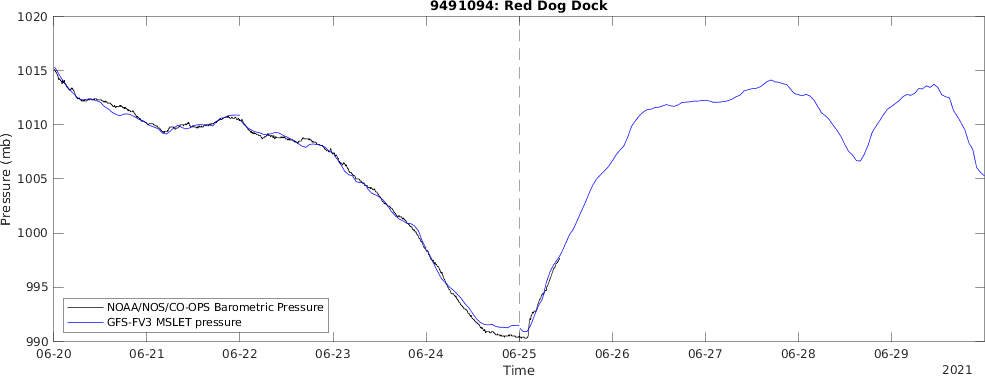 9491094: Red Dog Dock
1020
1015
1010
1005
1000
995
990
Pressure (mb)
NOAA/NOS/CO-OPS Barometric Pressure
GFS-FV3 MSLET pressure
06-20 06-21 06-22 06-23 06-24 06-25 06-26 06-27 06-28 06-29
Time
2021